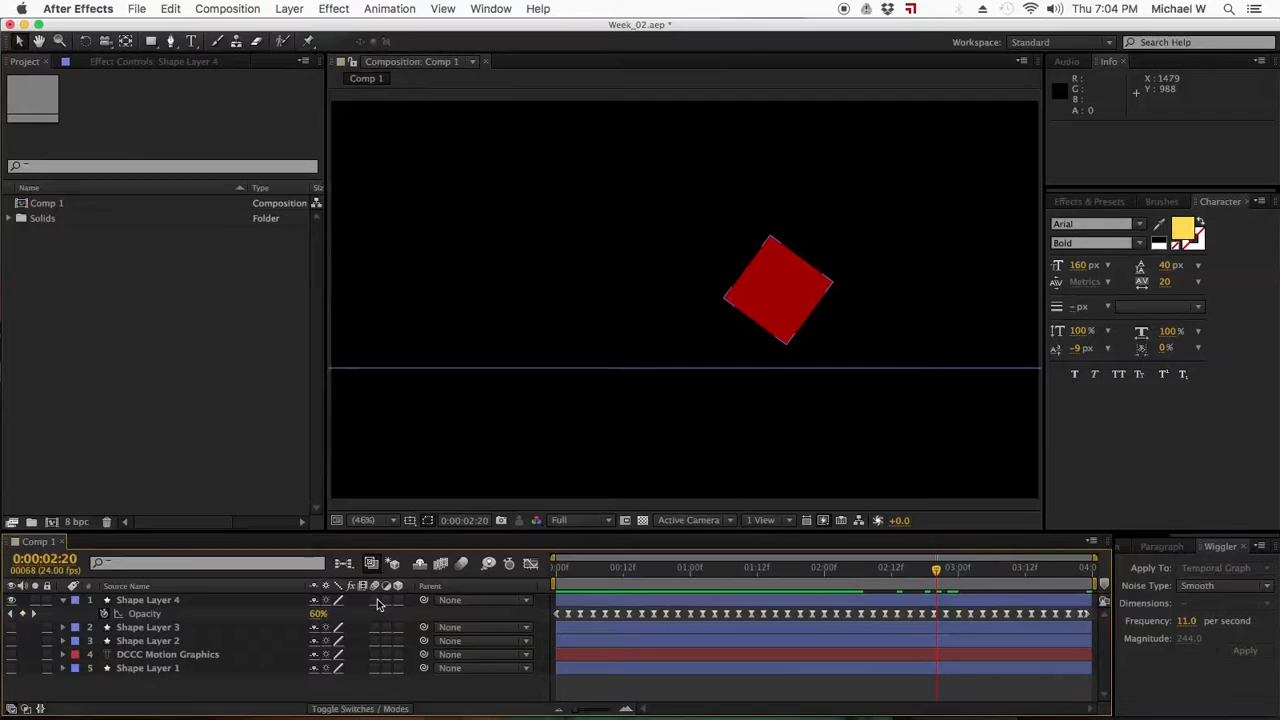 After Effects File Edit Composition Layer Effect Animation View Window Help Thu 7:04 PM Michael W
Week_02.aep *
Workspace: Standard Search Help
Project Effect Controls: Shape Layer 4 Composition: Comp 1 Audio Info
Comp 1
R: X: 1479
G: Y: 988
B:
A: 0
Name Type Siz
Comp 1 Composition
Solids Folder
Effects & Presets Brushes Character
Arial
Bold
160 px 40 px
Metrics 20
– px
100 % 100 %
-9 px 0 %
T T TT Tt T¹ T₁
8 bpc (46%) 0:00:02:20 Full Active Camera 1 View +0.0
Comp 1 Paragraph Wiggler
0:00:02:20
00068 (24.00 fps)
:00f 00:12f 01:00f 01:12f 02:00f 02:12f 03:00f 03:12f 04:0
Apply To: Temporal Graph
Noise Type: Smooth
Dimensions: –
Frequency: 11.0 per second
Magnitude: 244.0
Apply
# Source Name fx Parent
1 Shape Layer 4 None
Opacity 60%
2 Shape Layer 3 None
3 Shape Layer 2 None
4 T DCCC Motion Graphics None
5 Shape Layer 1 None
Toggle Switches / Modes